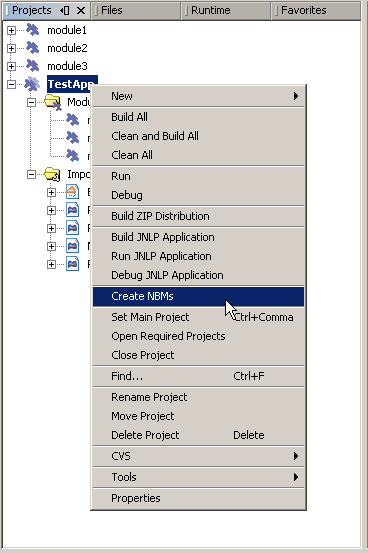 Projects Files Runtime Favorites
module1
module2
module3
TestApp
New
Build All
Clean and Build All
Clean All
Run
Debug
Build ZIP Distribution
Build JNLP Application
Run JNLP Application
Debug JNLP Application
Create NBMs
Set Main Project Ctrl+Comma
Open Required Projects
Close Project
Find... Ctrl+F
Rename Project
Move Project
Delete Project Delete
CVS
Tools
Properties